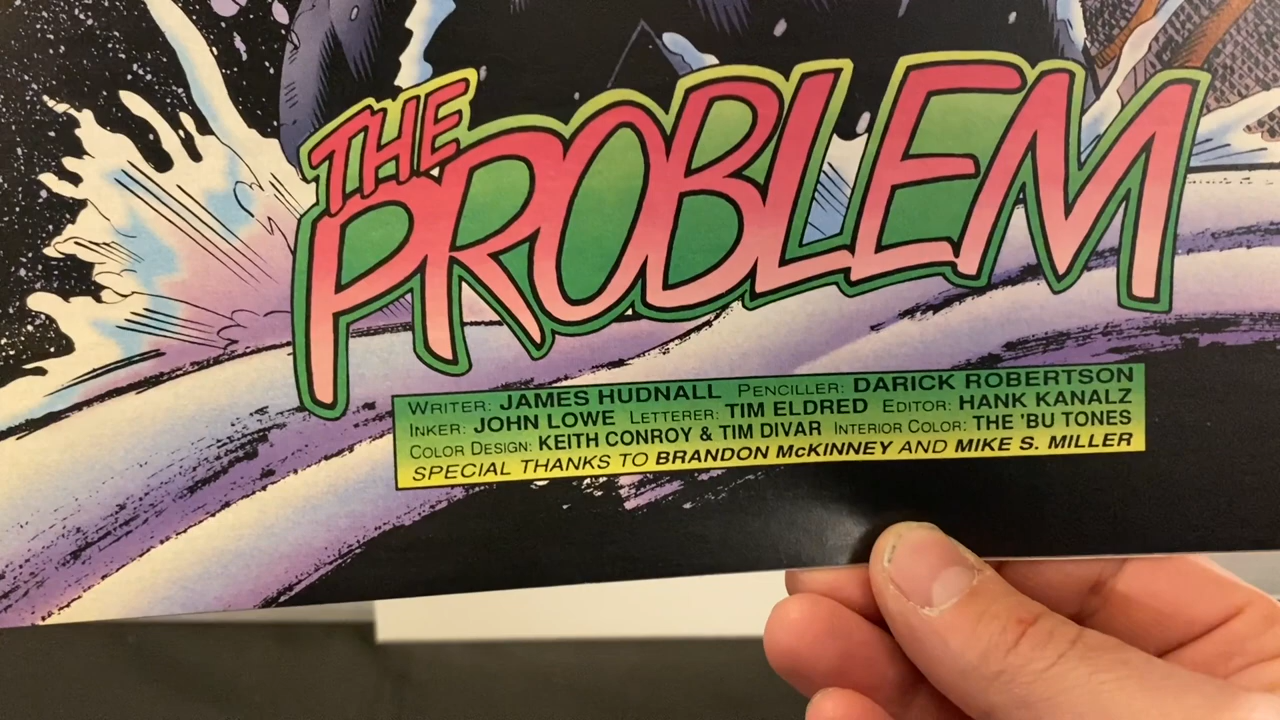 THE
PROBLEM
WRITER: JAMES HUDNALL PENCILLER: DARICK ROBERTSON
INKER: JOHN LOWE LETTERER: TIM ELDRED EDITOR: HANK KANALZ
COLOR DESIGN: KEITH CONROY & TIM DIVAR INTERIOR COLOR: THE 'BU TONES
SPECIAL THANKS TO BRANDON McKINNEY AND MIKE S. MILLER